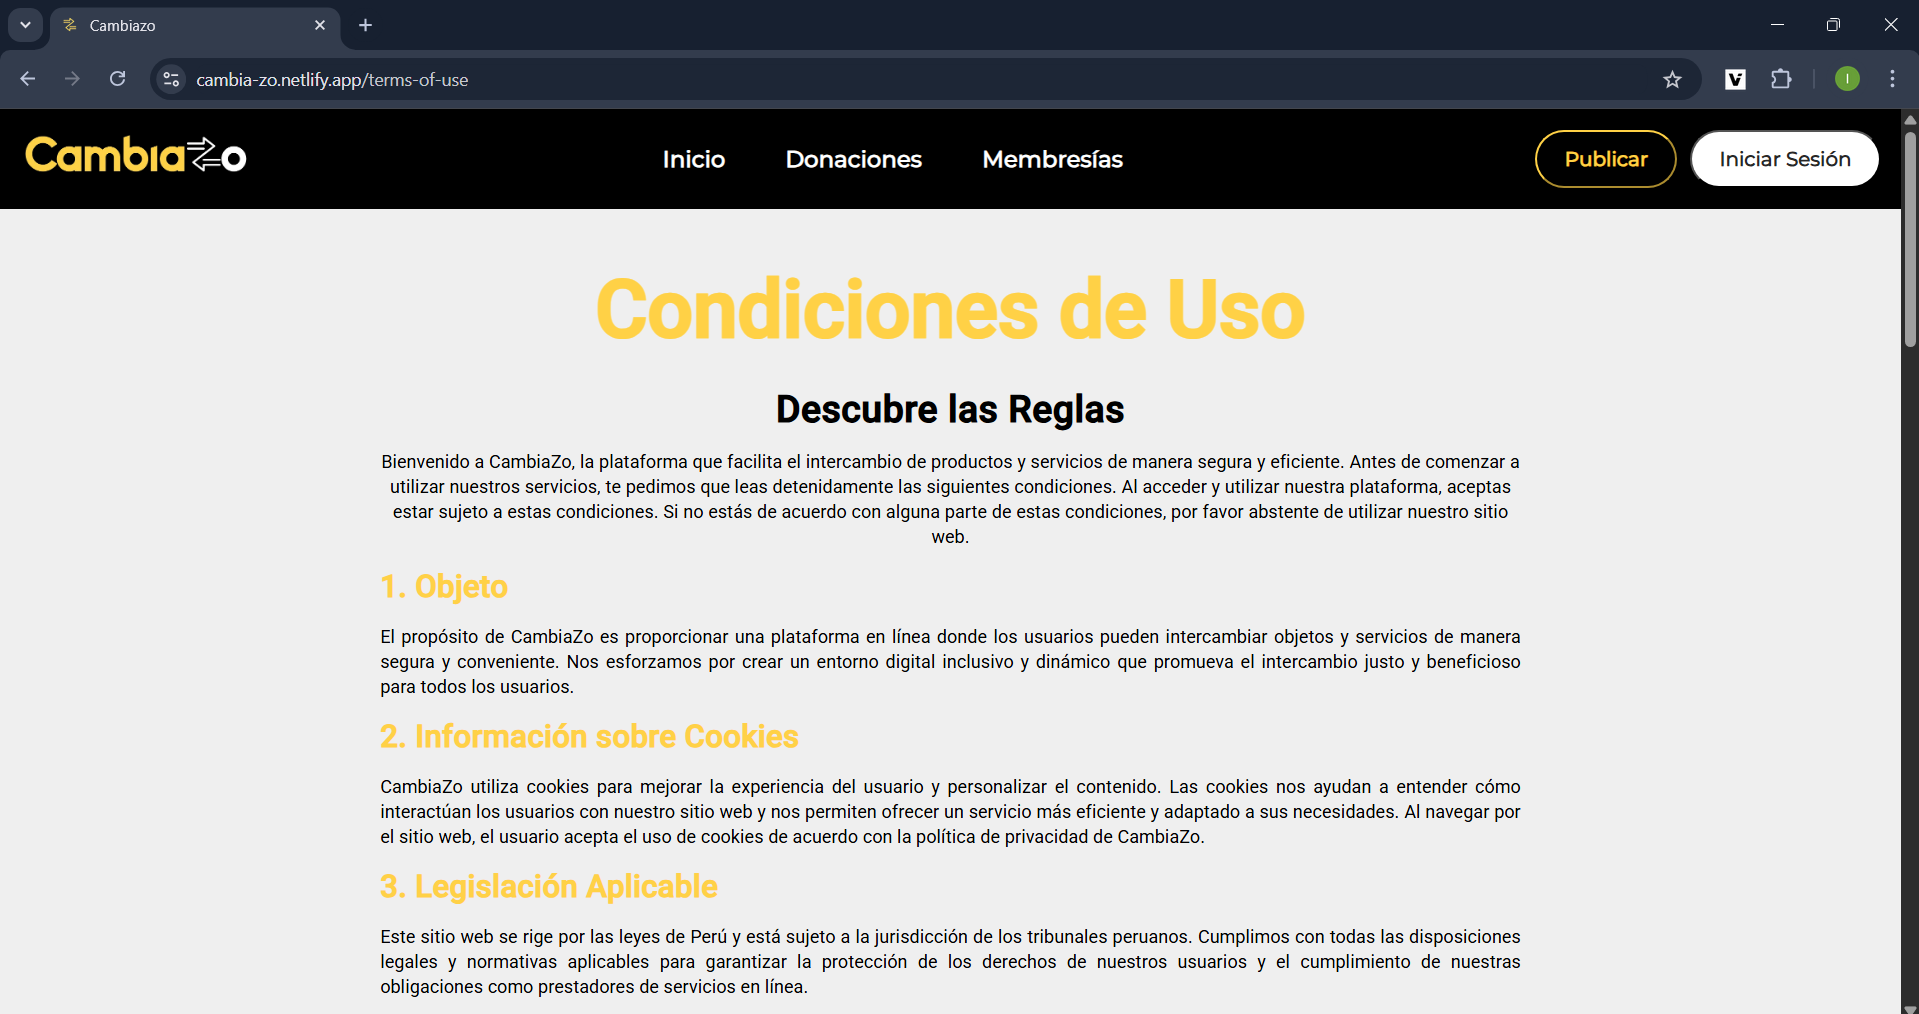 Cambiazo
cambia-zo.netlify.app/terms-of-use
CambiaZo
Inicio
Donaciones
Membresías
Publicar
Iniciar Sesión
Condiciones de Uso
Descubre las Reglas
Bienvenido a CambiaZo, la plataforma que facilita el intercambio de productos y servicios de manera segura y eficiente. Antes de comenzar a
utilizar nuestros servicios, te pedimos que leas detenidamente las siguientes condiciones. Al acceder y utilizar nuestra plataforma, aceptas
estar sujeto a estas condiciones. Si no estás de acuerdo con alguna parte de estas condiciones, por favor abstente de utilizar nuestro sitio
web.
1. Objeto
El propósito de CambiaZo es proporcionar una plataforma en línea donde los usuarios pueden intercambiar objetos y servicios de manera
segura y conveniente. Nos esforzamos por crear un entorno digital inclusivo y dinámico que promueva el intercambio justo y beneficioso
para todos los usuarios.
2. Información sobre Cookies
CambiaZo utiliza cookies para mejorar la experiencia del usuario y personalizar el contenido. Las cookies nos ayudan a entender cómo
interactúan los usuarios con nuestro sitio web y nos permiten ofrecer un servicio más eficiente y adaptado a sus necesidades. Al navegar por
el sitio web, el usuario acepta el uso de cookies de acuerdo con la política de privacidad de CambiaZo.
3. Legislación Aplicable
Este sitio web se rige por las leyes de Perú y está sujeto a la jurisdicción de los tribunales peruanos. Cumplimos con todas las disposiciones
legales y normativas aplicables para garantizar la protección de los derechos de nuestros usuarios y el cumplimiento de nuestras
obligaciones como prestadores de servicios en línea.